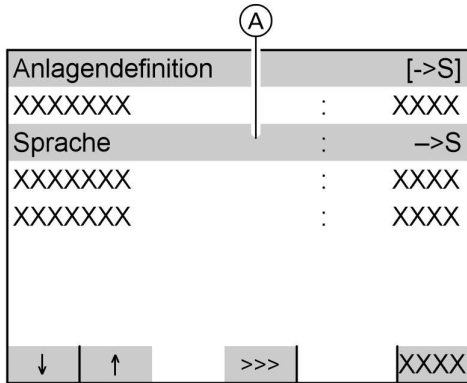 A
Anlagendefinition [->S]
XXXXXXX : XXXX
Sprache : –>S
XXXXXXX : XXXX
XXXXXXX : XXXX
↓ ↑ >>> XXXX